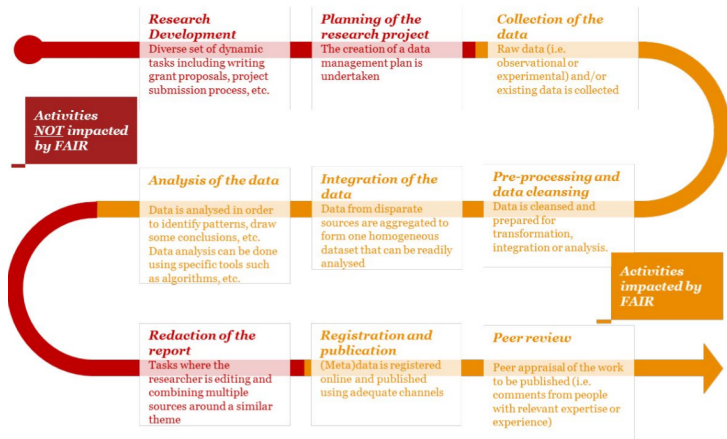 Research
Development
Diverse set of dynamic
tasks including writing
grant proposals, project
submission process, etc.
Planning of the
research project
The creation of a data
management plan is
undertaken
Collection of the
data
Raw data (i.e.
observational or
experimental) and/or
existing data is collected
Activities
NOT impacted
by FAIR
Analysis of the data
Data is analysed in order
to identify patterns, draw
some conclusions, etc.
Data analysis can be done
using specific tools such
as algorithms, etc.
Integration of the
data
Data from disparate
sources are aggregated to
form one homogeneous
dataset that can be readily
analysed
Pre-processing and
data cleansing
Data is cleansed and
prepared for
transformation,
integration or analysis.
Activities
impacted by
FAIR
Redaction of the
report
Tasks where the
researcher is editing and
combining multiple
sources around a similar
theme
Registration and
publication
(Meta)data is registered
online and published
using adequate channels
Peer review
Peer appraisal of the work
to be published (i.e.
comments from people
with relevant expertise or
experience)